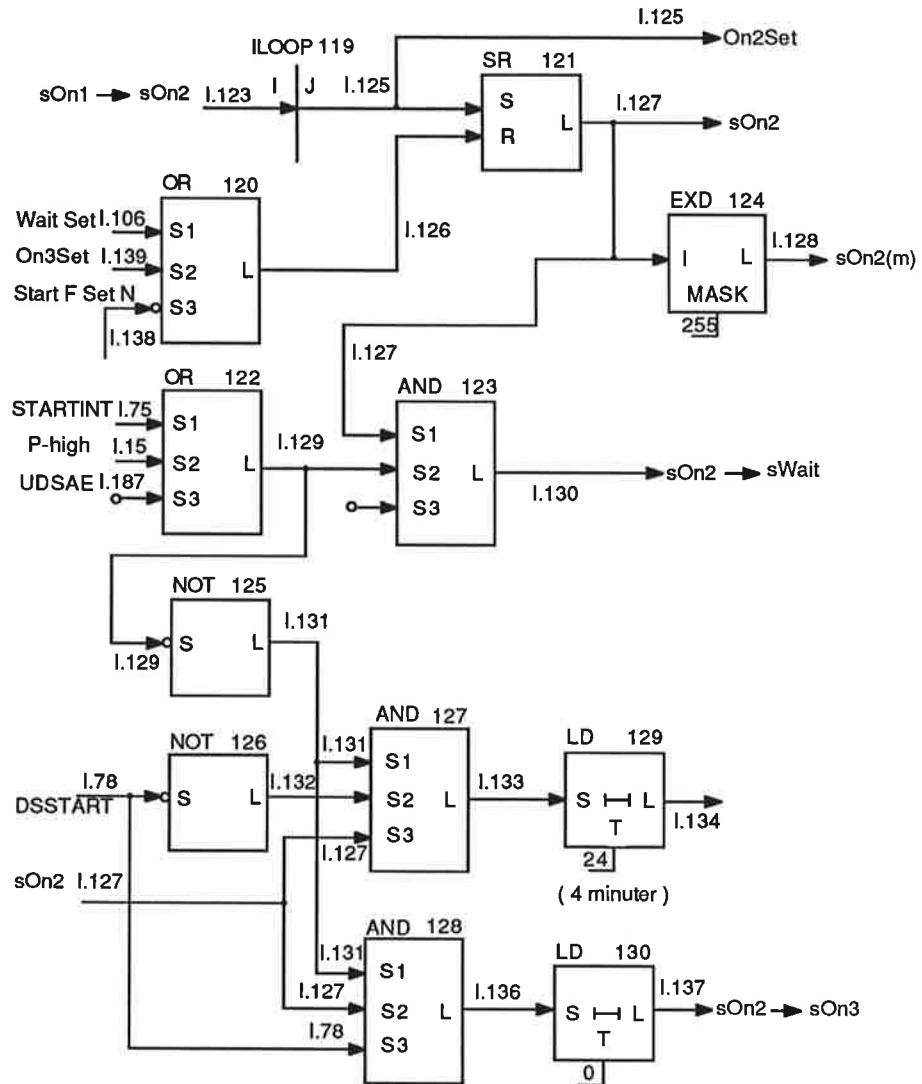 I.125
On2Set
ILOOP 119
SR 121
I J I.125
sOn1 sOn2 I.123
S
R
L
I.127
sOn2
OR 120
I.126
EXD 124
Wait Set I.106
S1
On3Set I.139
S2
L
Start F Set N
S3
I.138
I L
MASK
255
I.128
sOn2(m)
I.127
OR 122
AND 123
STARTINT I.75
S1
P-high I.15
S2
L
UDSAE I.187
S3
I.129
S1
S2
S3
L
I.130
sOn2 sWait
NOT 125
I.131
S L
I.129
NOT 126
AND 127
LD 129
I.78
DSSTART
S L
I.132
I.131
S1
S2
S3
L
I.127
I.133
S L
T
24
I.134
( 4 minuter )
sOn2 I.127
AND 128
LD 130
I.131
S1
I.127
S2
L
I.78
S3
I.136
S L
T
0
I.137
sOn2 sOn3